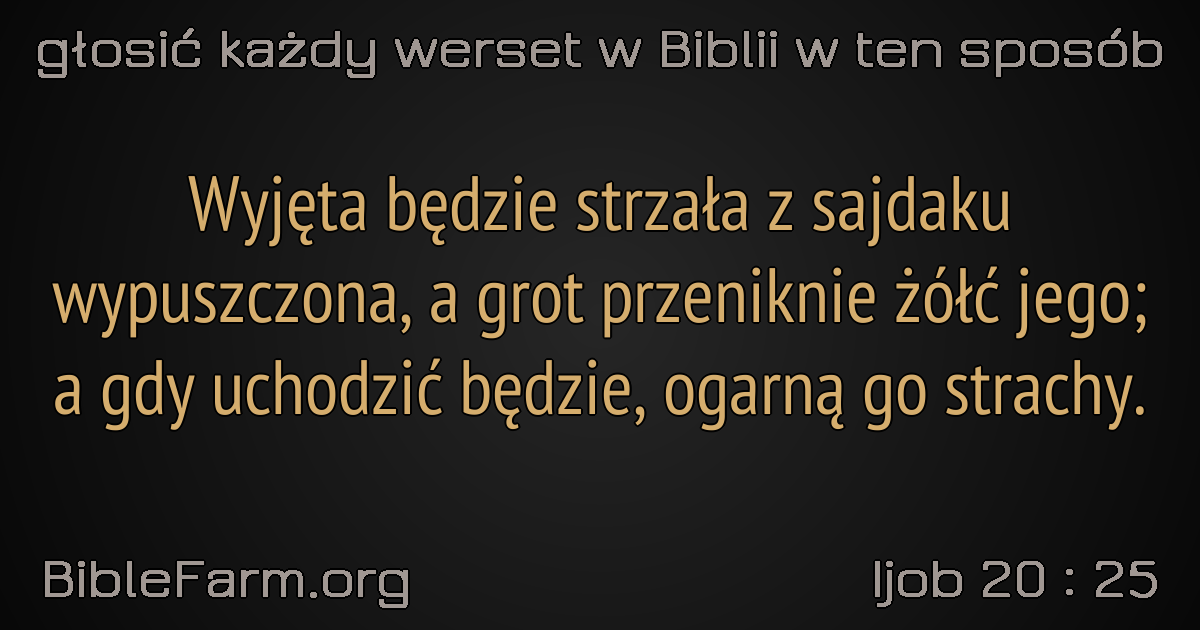 głosić każdy werset w Biblii w ten sposób
Wyjęta będzie strzała z sajdaku
wypuszczona, a grot przeniknie żółć jego;
a gdy uchodzić będzie, ogarną go strachy.
BibleFarm.org
Ijob 20 : 25